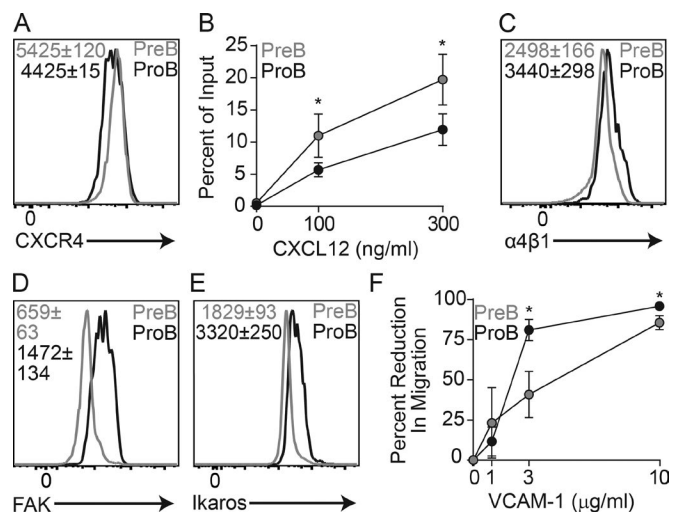 A
5425±120 PreB
4425±15 ProB
0
CXCR4
B
PreB
ProB
Percent of Input
25
20
15
10
5
0
*
*
0 100 300
CXCL12 (ng/ml)
C
2498±166 PreB
3440±298 ProB
0
α4β1
D
659± PreB
63 ProB
1472±
134
0
FAK
E
1829±93 PreB
3320±250 ProB
0
Ikaros
F
PreB
ProB
Percent Reduction
In Migration
100
75
50
25
0
*
*
0 1 3 10
VCAM-1 (μg/ml)